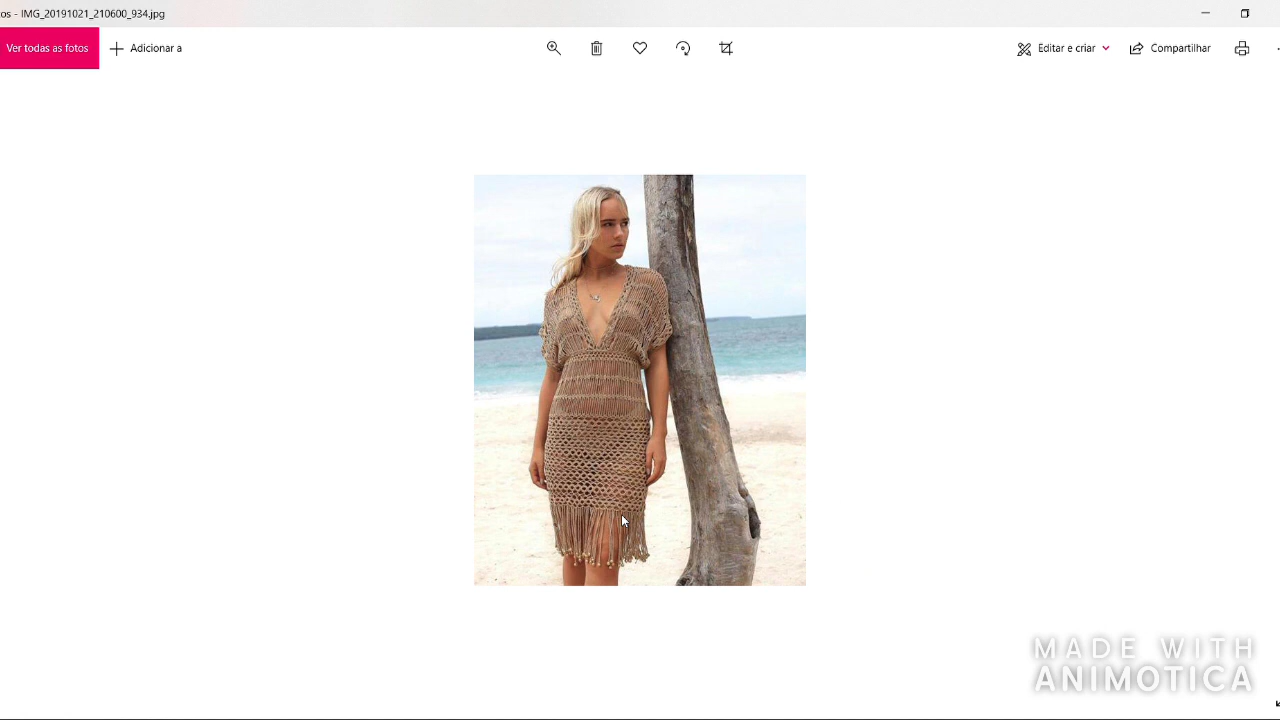 os - IMG_20191021_210600_934.jpg
Ver todas as fotos
Adicionar a
Editar e criar
Compartilhar
MADE WITH
ANIMOTICA